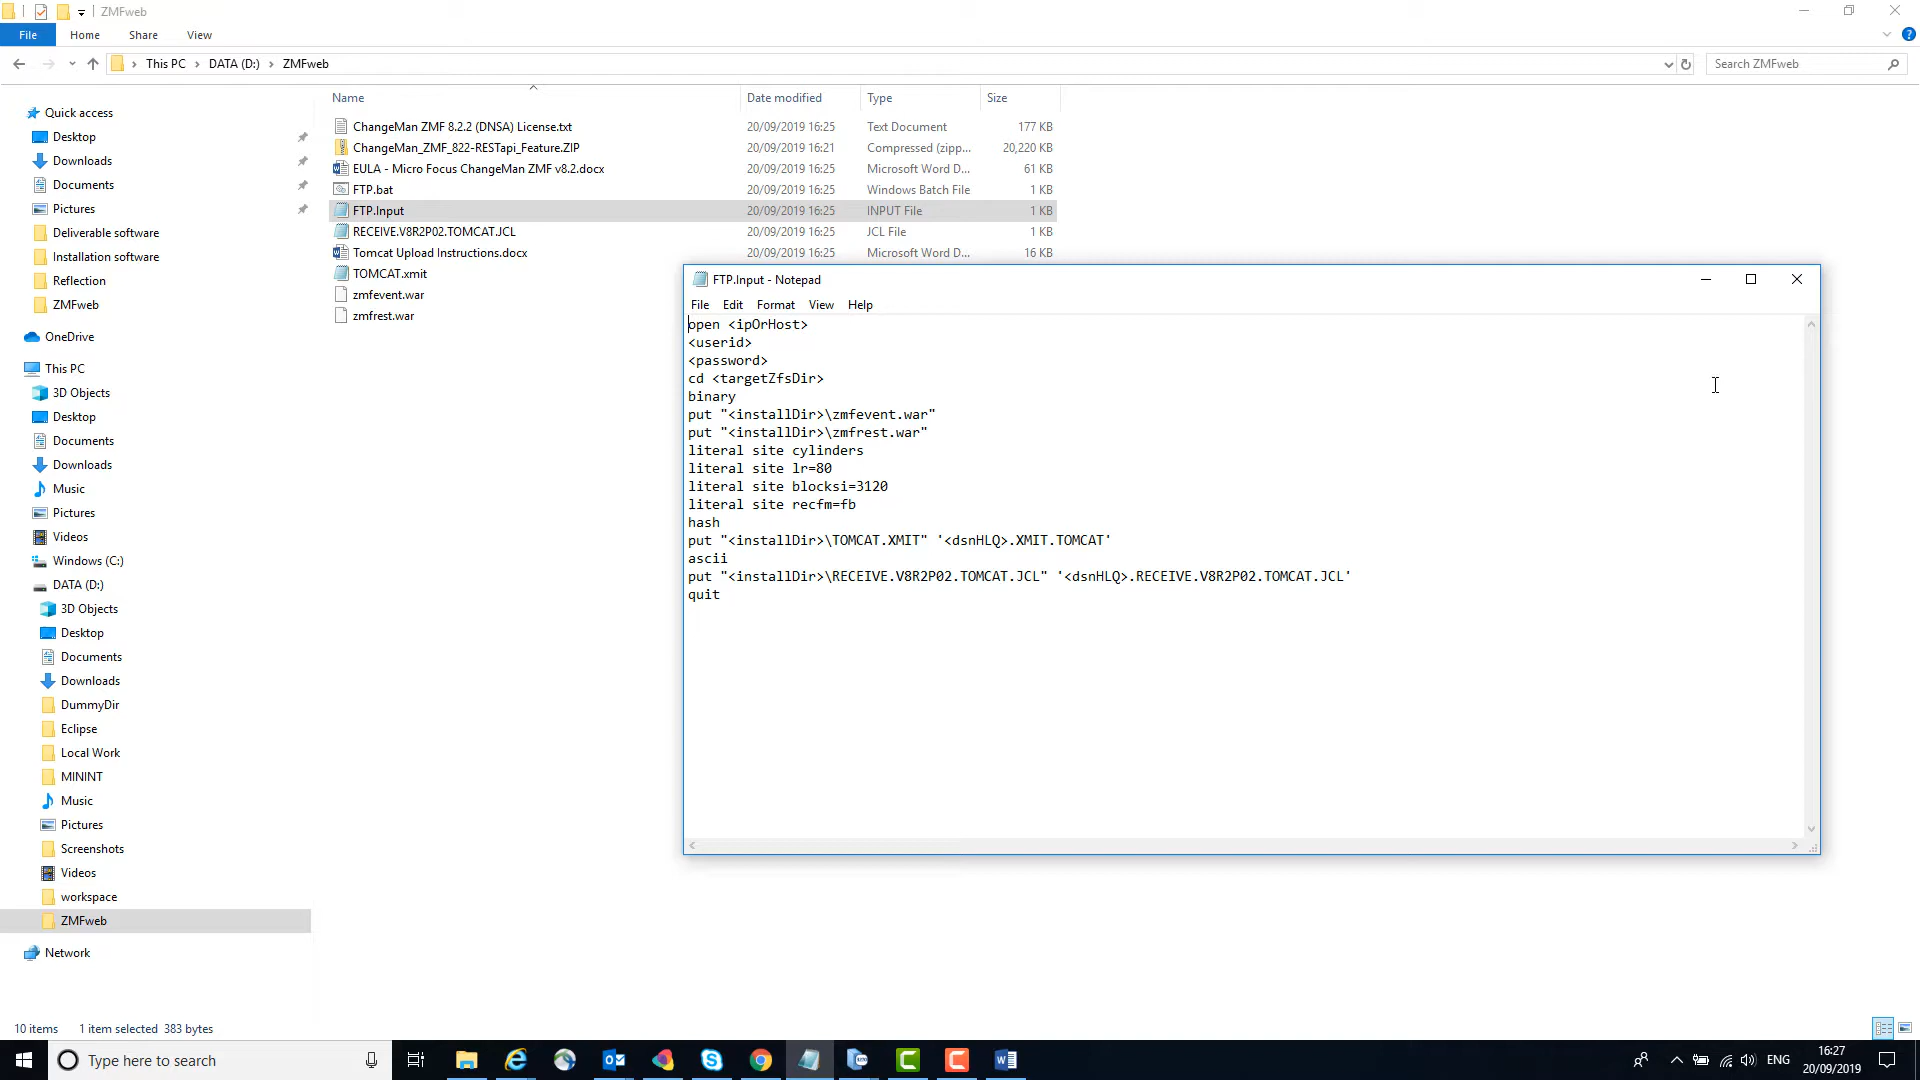 ZMFweb
File Home Share View
This PC DATA (D:) ZMFweb
Search ZMFweb
Name Date modified Type Size
Quick access
Desktop
Downloads
Documents
Pictures
Deliverable software
Installation software
Reflection
ZMFweb
OneDrive
This PC
3D Objects
Desktop
Documents
Downloads
Music
Pictures
Videos
Windows (C:)
DATA (D:)
3D Objects
Desktop
Documents
Downloads
DummyDir
Eclipse
Local Work
MININT
Music
Pictures
Screenshots
Videos
workspace
ZMFweb
Network
ChangeMan ZMF 8.2.2 (DNSA) License.txt 20/09/2019 16:25 Text Document 177 KB
ChangeMan_ZMF_822-RESTapi_Feature.ZIP 20/09/2019 16:21 Compressed (zipp... 20,220 KB
EULA - Micro Focus ChangeMan ZMF v8.2.docx 20/09/2019 16:25 Microsoft Word D... 61 KB
FTP.bat 20/09/2019 16:25 Windows Batch File 1 KB
FTP.Input 20/09/2019 16:25 INPUT File 1 KB
RECEIVE.V8R2P02.TOMCAT.JCL 20/09/2019 16:25 JCL File 1 KB
Tomcat Upload Instructions.docx 20/09/2019 16:25 Microsoft Word D... 16 KB
TOMCAT.xmit
zmfevent.war
zmfrest.war
FTP.Input - Notepad
File Edit Format View Help
open <ipOrHost>
<userid>
<password>
cd <targetZfsDir>
binary
put "<installDir>\zmfevent.war"
put "<installDir>\zmfrest.war"
literal site cylinders
literal site lr=80
literal site blocksi=3120
literal site recfm=fb
hash
put "<installDir>\TOMCAT.XMIT" '<dsnHLQ>.XMIT.TOMCAT'
ascii
put "<installDir>\RECEIVE.V8R2P02.TOMCAT.JCL" '<dsnHLQ>.RECEIVE.V8R2P02.TOMCAT.JCL'
quit
10 items 1 item selected 383 bytes
Type here to search
ENG
16:27
20/09/2019